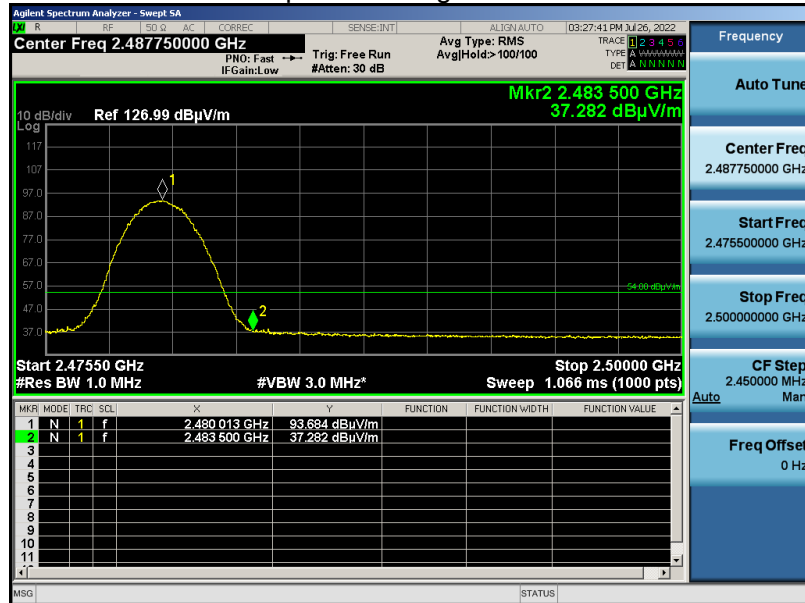 Agilent Spectrum Analyzer - Swept SA
LXI R RF 50 Ω AC CORREC SENSE:INT ALIGN AUTO 03:27:41 PM Jul 26, 2022
Center Freq 2.487750000 GHz
PNO: Fast
IFGain:Low
Trig: Free Run
#Atten: 30 dB
Avg Type: RMS
Avg|Hold:>100/100
TRACE 1 2 3 4 5 6
TYPE A WWWWW
DET A N N N N N
Mkr2 2.483 500 GHz
37.282 dBµV/m
10 dB/div Ref 126.99 dBµV/m
Log
117
107
97.0
87.0
77.0
67.0
57.0
47.0
37.0
1
2
54.00 dBµV/m
Start 2.47550 GHz Stop 2.50000 GHz
#Res BW 1.0 MHz #VBW 3.0 MHz* Sweep 1.066 ms (1000 pts)
MKR MODE TRC SCL X Y FUNCTION FUNCTION WIDTH FUNCTION VALUE
1 N 1 f 2.480 013 GHz 93.684 dBµV/m
2 N 1 f 2.483 500 GHz 37.282 dBµV/m
3
4
5
6
7
8
9
10
11
MSG STATUS
Frequency
Auto Tune
Center Freq
2.487750000 GHz
Start Freq
2.475500000 GHz
Stop Freq
2.500000000 GHz
CF Step
2.450000 MHz
Auto Man
Freq Offset
0 Hz